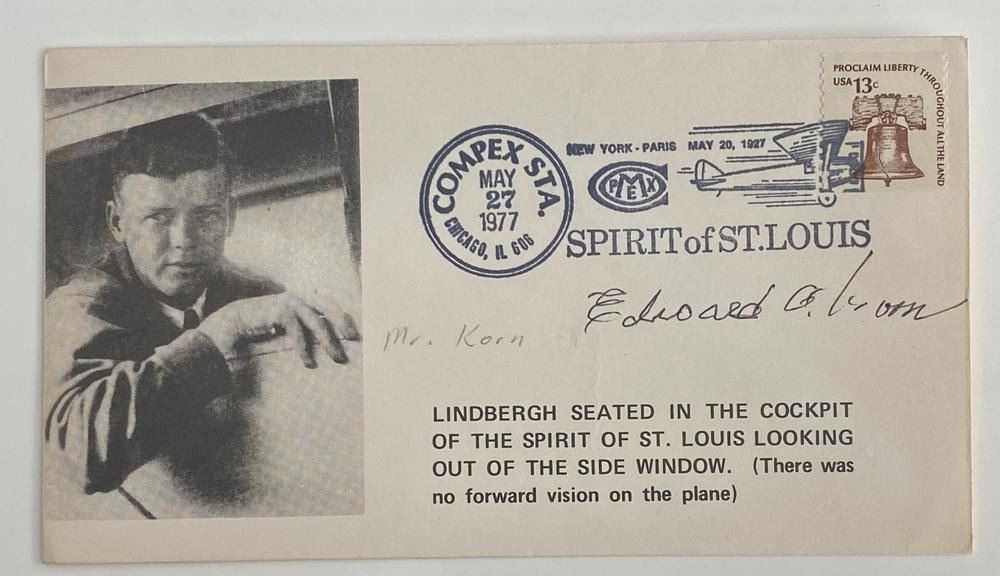 PROCLAIM LIBERTY THROUGHOUT ALL THE LAND
USA 13c
COMPEX STA.
MAY
27
1977
CHICAGO, IL 606
NEW YORK - PARIS MAY 20, 1927
COMPEX
SPIRIT of ST. LOUIS
Edward A. Korn
Mr. Korn
LINDBERGH SEATED IN THE COCKPIT
OF THE SPIRIT OF ST. LOUIS LOOKING
OUT OF THE SIDE WINDOW. (There was
no forward vision on the plane)